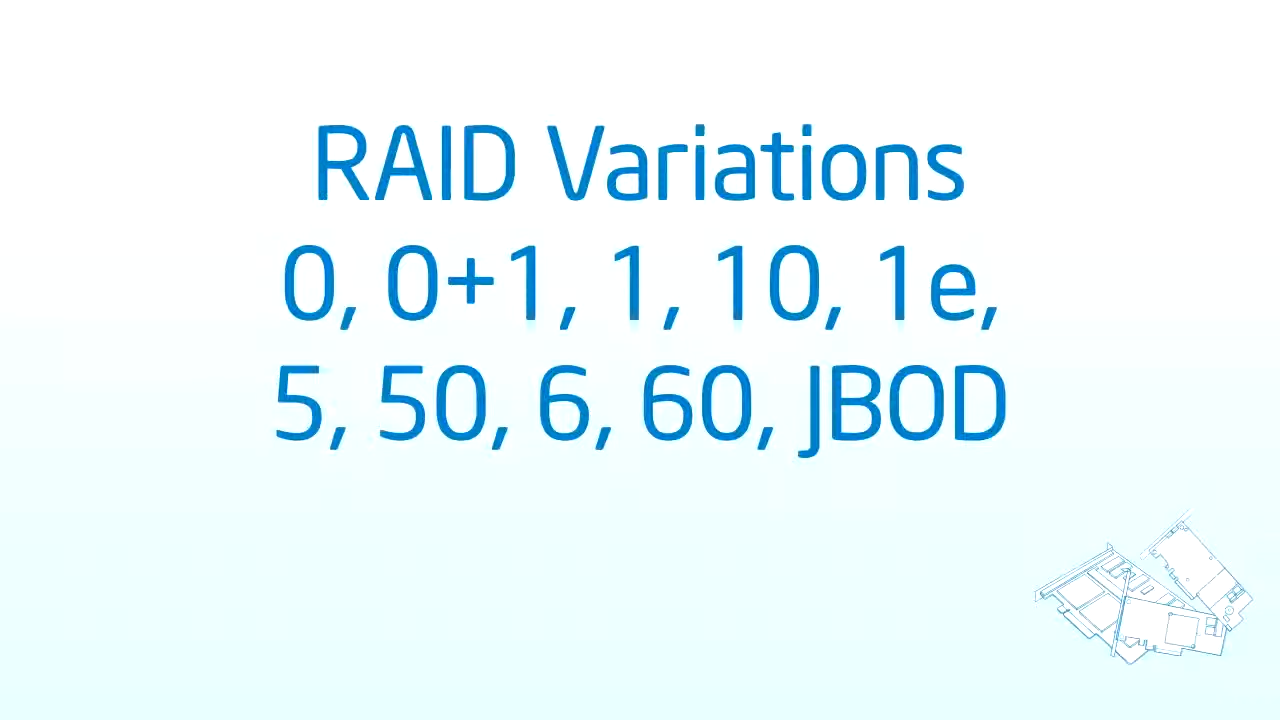 RAID Variations
0, 0+1, 1, 10, 1e,
5, 50, 6, 60, JBOD